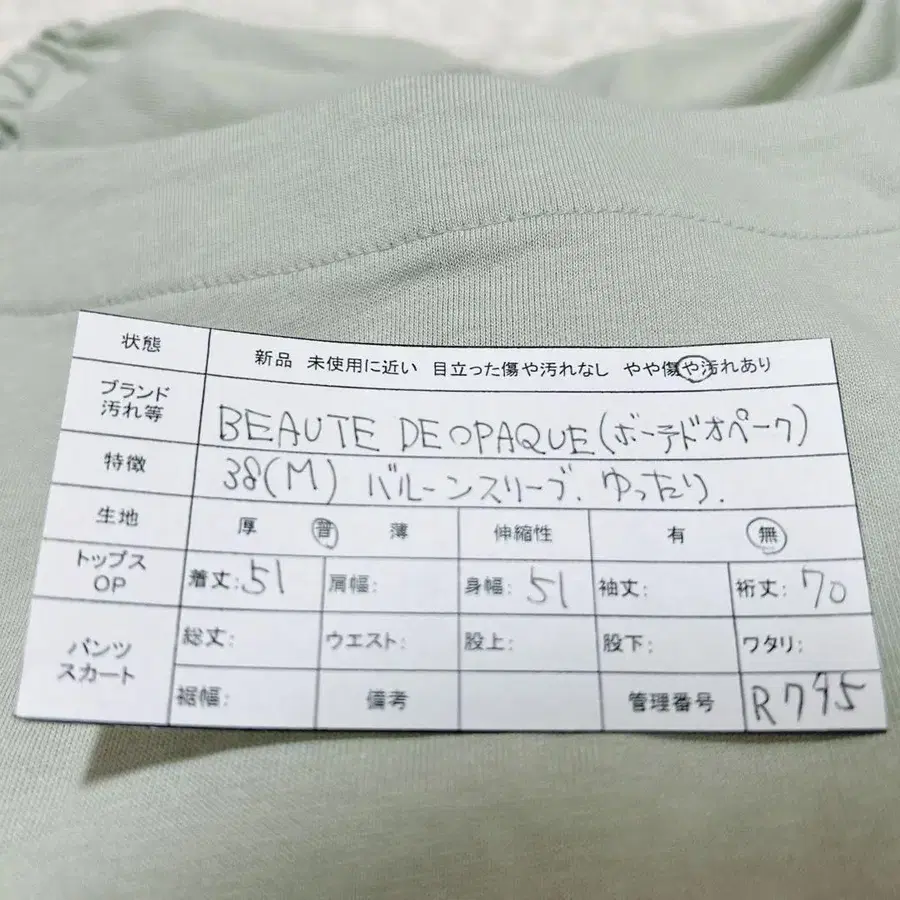 状態 新品 未使用に近い 目立った傷や汚れなし やや傷や汚れあり
ブランド 汚れ等 BEAUTE DE OPAQUE(ボーテドオペーク)
特徴 38(M) バルーンスリーブ. ゆったり.
生地 厚 普 薄 伸縮性 有 無
トップス OP 着丈:51 肩幅: 身幅:51 袖丈: 裄丈:70
パンツ スカート 総丈: ウエスト: 股上: 股下: ワタリ:
裾幅: 備考 管理番号 R795